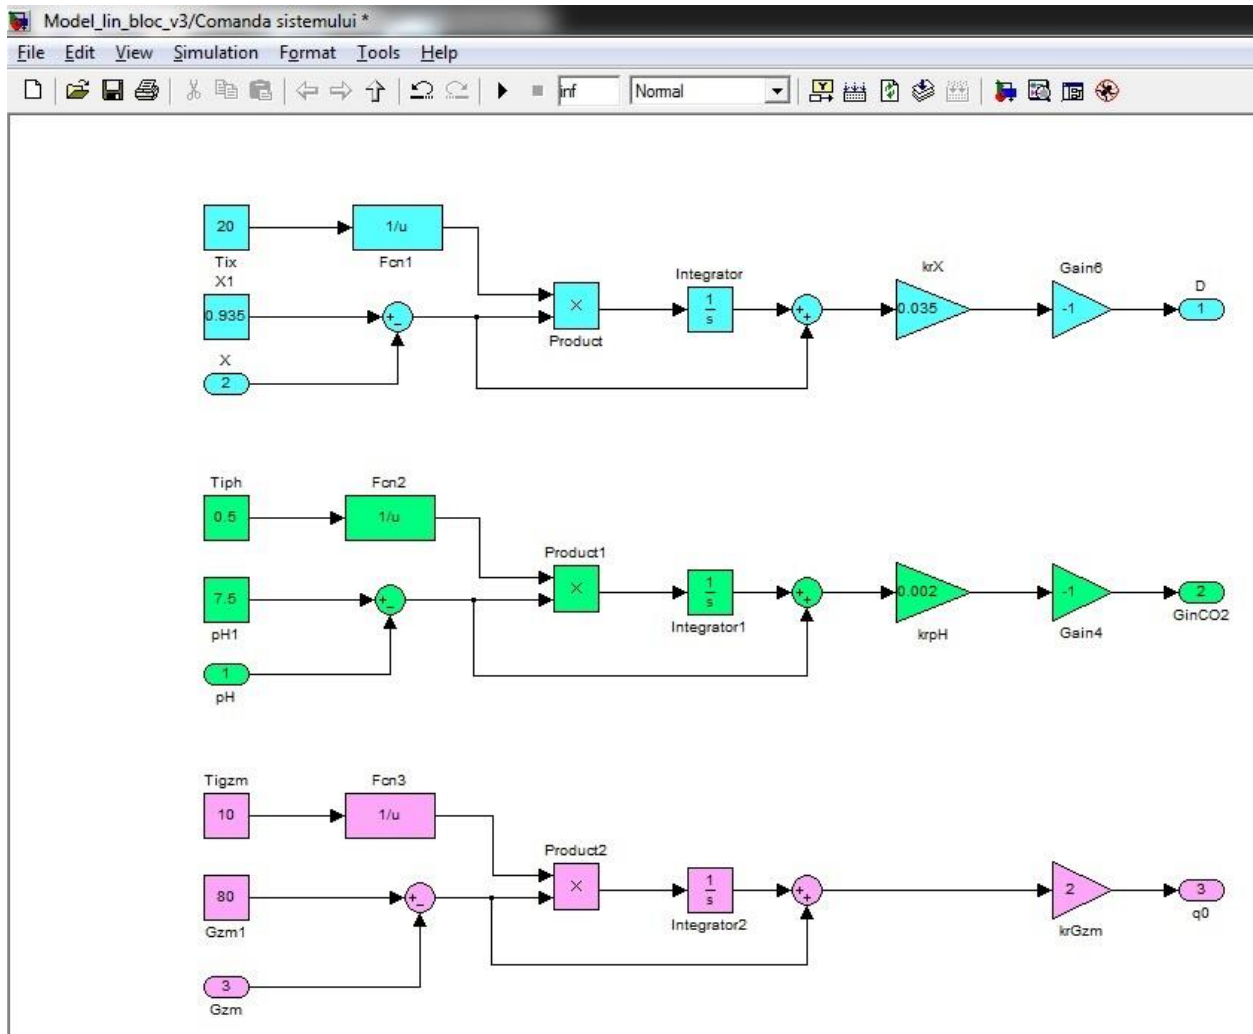 Model_lin_bloc_v3/Comanda sistemului *
File Edit View Simulation Format Tools Help
inf Normal
20
Tix
1/u
Fcn1
X1
0.935
X
2
+
-
×
Product
Integrator
1
s
+
+
krX
0.035
Gain6
-1
D
1
Tiph
0.5
Fcn2
1/u
7.5
pH1
1
pH
+
-
Product1
×
1
s
Integrator1
+
+
0.002
krpH
-1
Gain4
2
GinCO2
Tigzm
10
Fcn3
1/u
80
Gzm1
3
Gzm
+
-
Product2
×
1
s
Integrator2
+
+
2
krGzm
3
q0